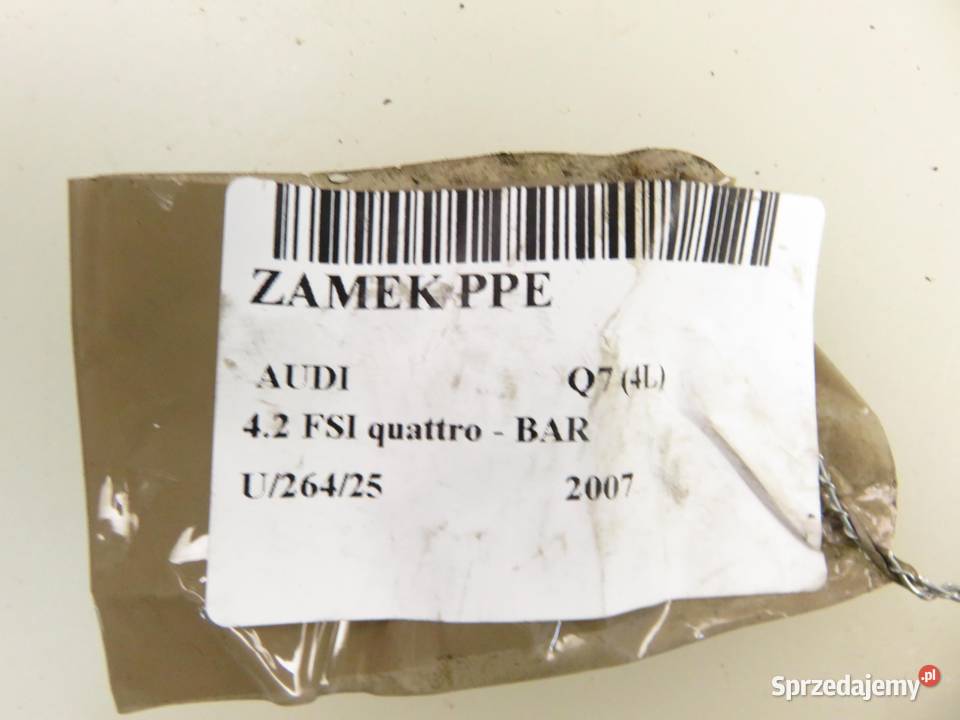 ZAMEK PPE
AUDI Q7 (4L)
4.2 FSI quattro - BAR
U/264/25 2007
Sprzedajemy.pl